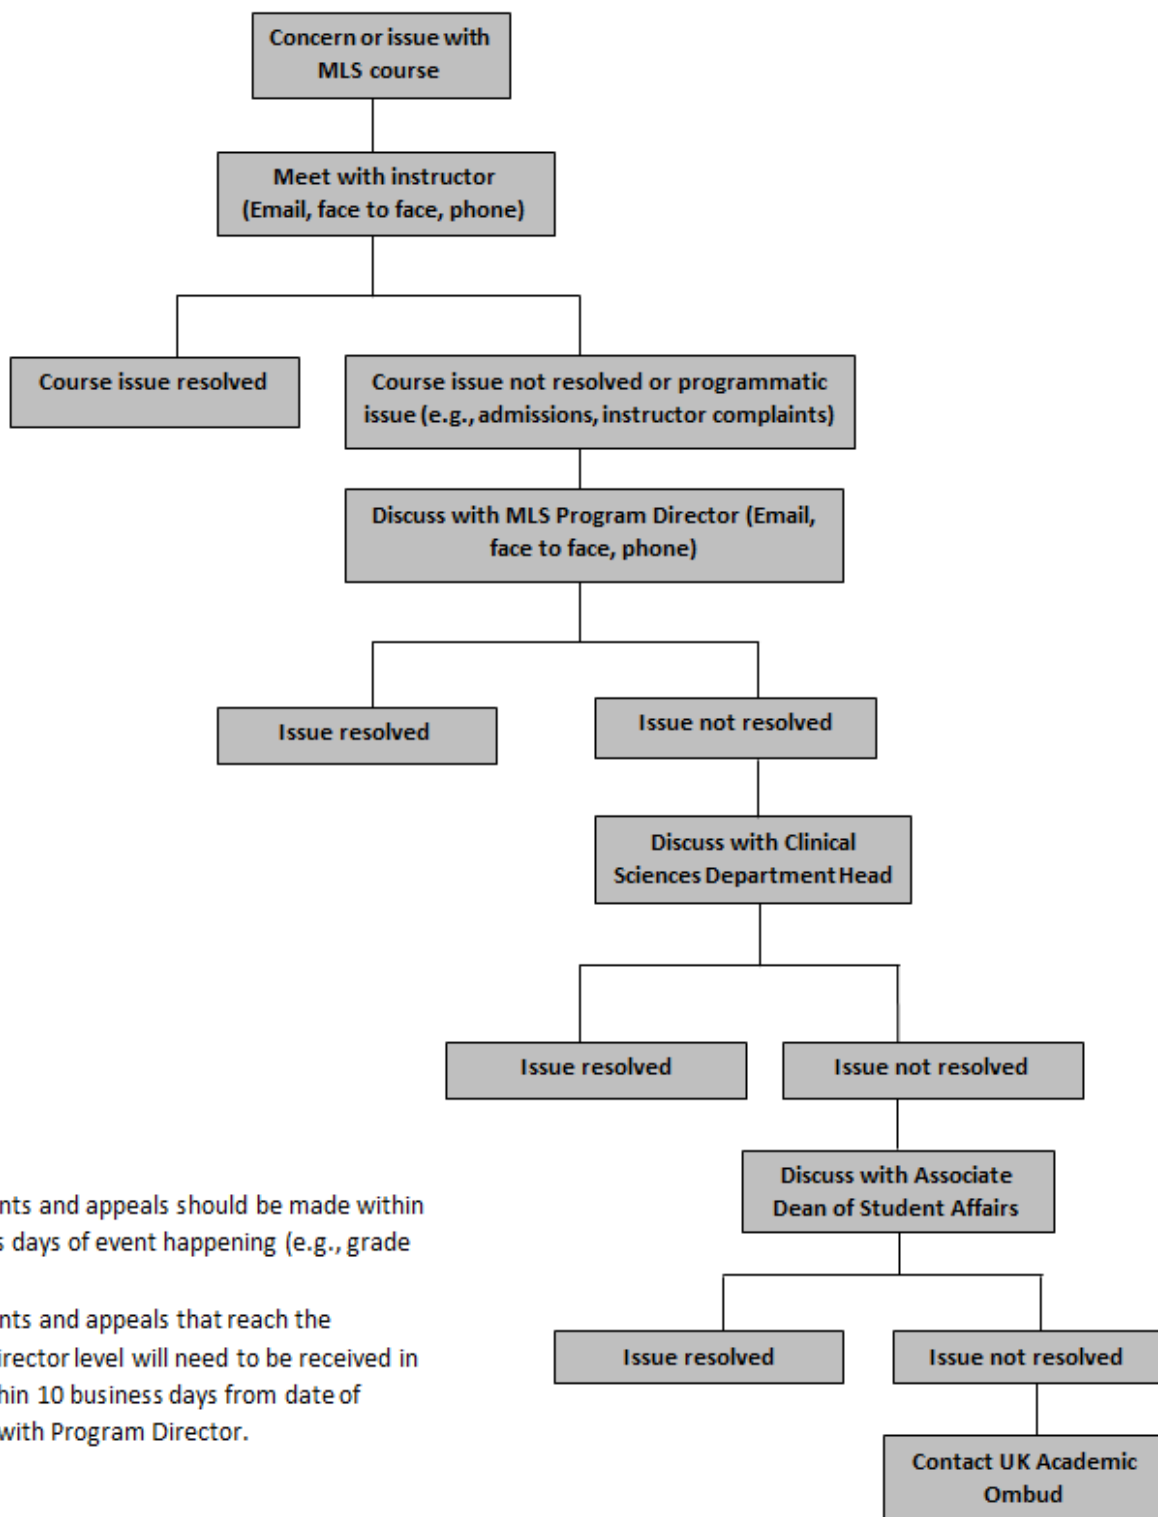 Concern or issue with
MLS course
Meet with instructor
(Email, face to face, phone)
Course issue resolved
Course issue not resolved or programmatic
issue (e.g., admissions, instructor complaints)
Discuss with MLS Program Director (Email,
face to face, phone)
Issue resolved
Issue not resolved
Discuss with Clinical
Sciences Department Head
Issue resolved
Issue not resolved
Discuss with Associate
Dean of Student Affairs
Issue resolved
Issue not resolved
Contact UK Academic
Ombud
and appeals should be made within
days of event happening (e.g., grade
and appeals that reach the
level will need to be received in
10 business days from date of
with Program Director.